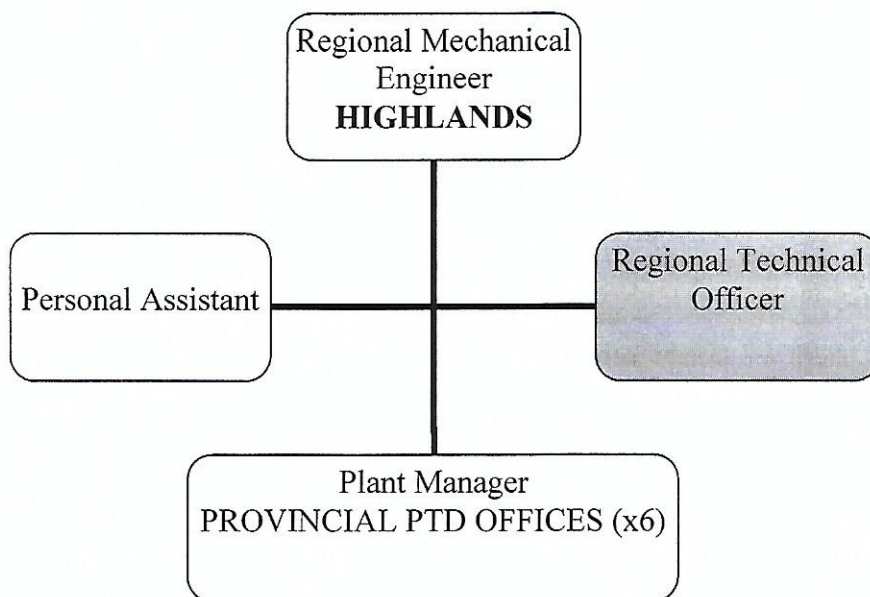 Regional Mechanical
Engineer
HIGHLANDS
Personal Assistant
Regional Technical
Officer
Plant Manager
PROVINCIAL PTD OFFICES (x6)